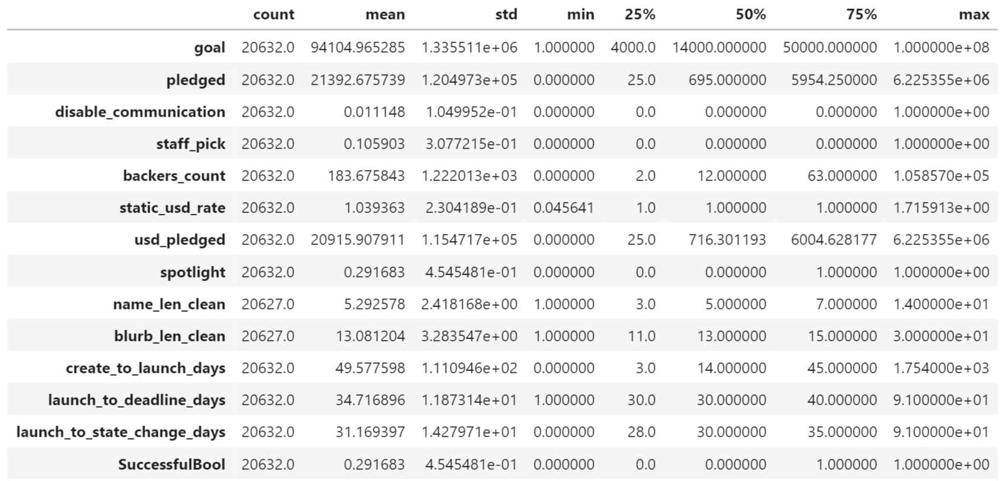 count mean std min 25% 50% 75% max
goal 20632.0 94104.965285 1.335511e+06 1.000000 4000.0 14000.000000 50000.000000 1.000000e+08
pledged 20632.0 21392.675739 1.204973e+05 0.000000 25.0 695.000000 5954.250000 6.225355e+06
disable_communication 20632.0 0.011148 1.049952e-01 0.000000 0.0 0.000000 0.000000 1.000000e+00
staff_pick 20632.0 0.105903 3.077215e-01 0.000000 0.0 0.000000 0.000000 1.000000e+00
backers_count 20632.0 183.675843 1.222013e+03 0.000000 2.0 12.000000 63.000000 1.058570e+05
static_usd_rate 20632.0 1.039363 2.304189e-01 0.045641 1.0 1.000000 1.000000 1.715913e+00
usd_pledged 20632.0 20915.907911 1.154717e+05 0.000000 25.0 716.301193 6004.628177 6.225355e+06
spotlight 20632.0 0.291683 4.545481e-01 0.000000 0.0 0.000000 1.000000 1.000000e+00
name_len_clean 20627.0 5.292578 2.418168e+00 1.000000 3.0 5.000000 7.000000 1.400000e+01
blurb_len_clean 20627.0 13.081204 3.283547e+00 1.000000 11.0 13.000000 15.000000 3.000000e+01
create_to_launch_days 20632.0 49.577598 1.110946e+02 0.000000 3.0 14.000000 45.000000 1.754000e+03
launch_to_deadline_days 20632.0 34.716896 1.187314e+01 1.000000 30.0 30.000000 40.000000 9.100000e+01
launch_to_state_change_days 20632.0 31.169397 1.427971e+01 0.000000 28.0 30.000000 35.000000 9.100000e+01
SuccessfulBool 20632.0 0.291683 4.545481e-01 0.000000 0.0 0.000000 1.000000 1.000000e+00